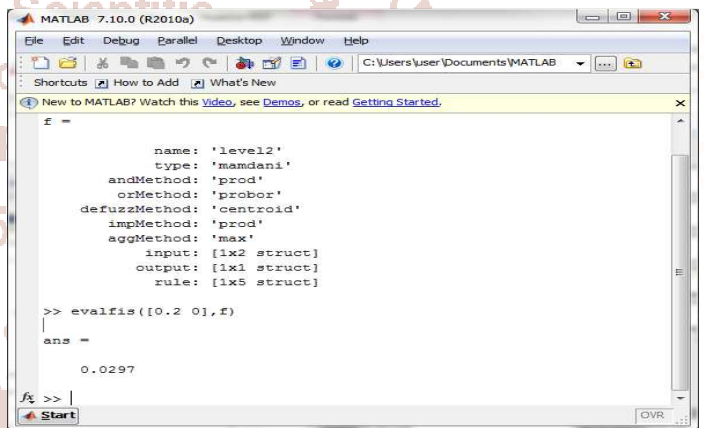 Scientific
MATLAB 7.10.0 (R2010a)
File Edit Debug Parallel Desktop Window Help
C:\Users\user\Documents\MATLAB
Shortcuts How to Add What's New
New to MATLAB? Watch this Video, see Demos, or read Getting Started.
f =
name: 'level2'
type: 'mamdani'
andMethod: 'prod'
orMethod: 'probor'
defuzzMethod: 'centroid'
impMethod: 'prod'
aggMethod: 'max'
input: [1x2 struct]
output: [1x1 struct]
rule: [1x5 struct]
>> evalfis([0.2 0],f)
ans =
0.0297
fx >>
Start OVR